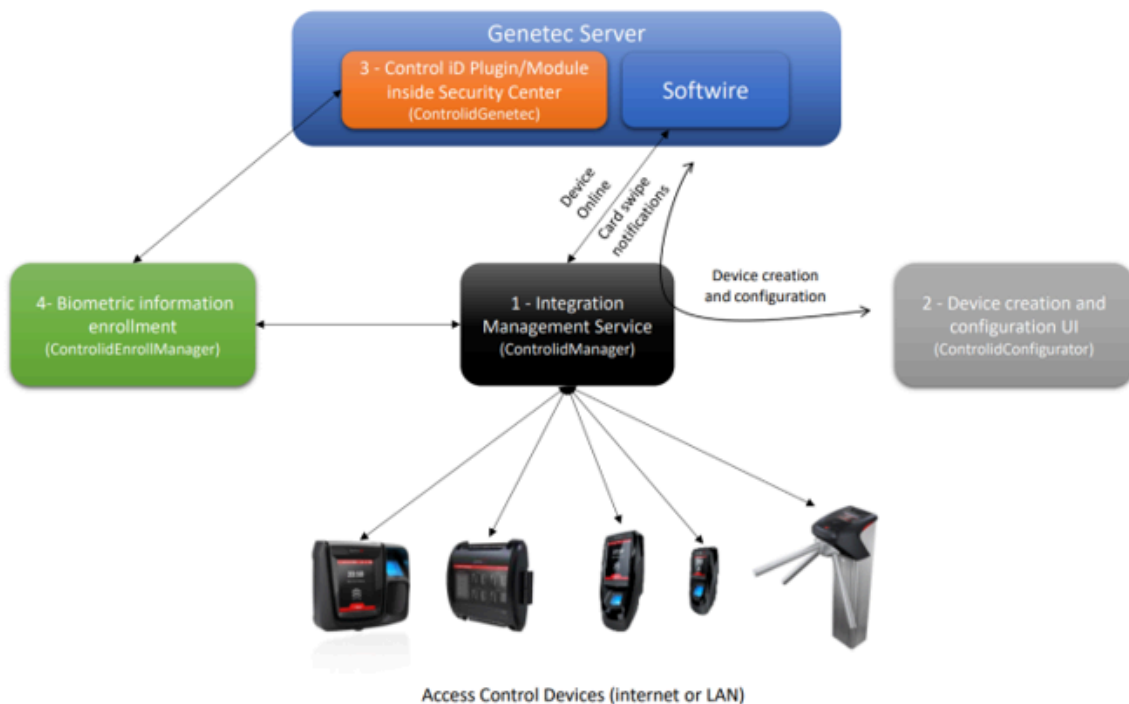 Genetec Server
3 - Control iD Plugin/Module
inside Security Center
(ControlidGenetec)
Softwire
Device
Online
Card swipe
notifications
Device creation
and configuration
4- Biometric information
enrollment
(ControlidEnrollManager)
1 - Integration
Management Service
(ControlidManager)
2 - Device creation and
configuration UI
(ControlidConfigurator)
Access Control Devices (internet or LAN)